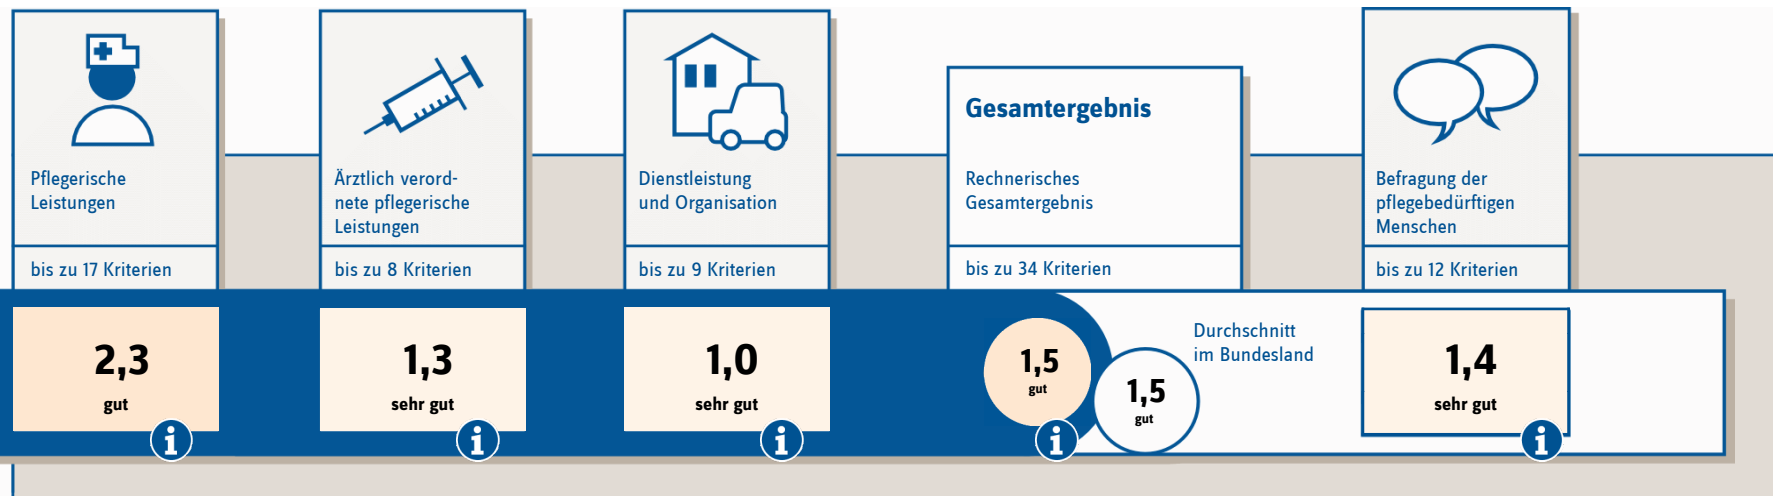 Pflegerische
Leistungen
bis zu 17 Kriterien
2,3
gut
i
Ärztlich verord-
nete pflegerische
Leistungen
bis zu 8 Kriterien
1,3
sehr gut
i
Dienstleistung
und Organisation
bis zu 9 Kriterien
1,0
sehr gut
i
Gesamtergebnis
Rechnerisches
Gesamtergebnis
bis zu 34 Kriterien
1,5
gut
i
1,5
gut
Durchschnitt
im Bundesland
Befragung der
pflegebedürftigen
Menschen
bis zu 12 Kriterien
1,4
sehr gut
i